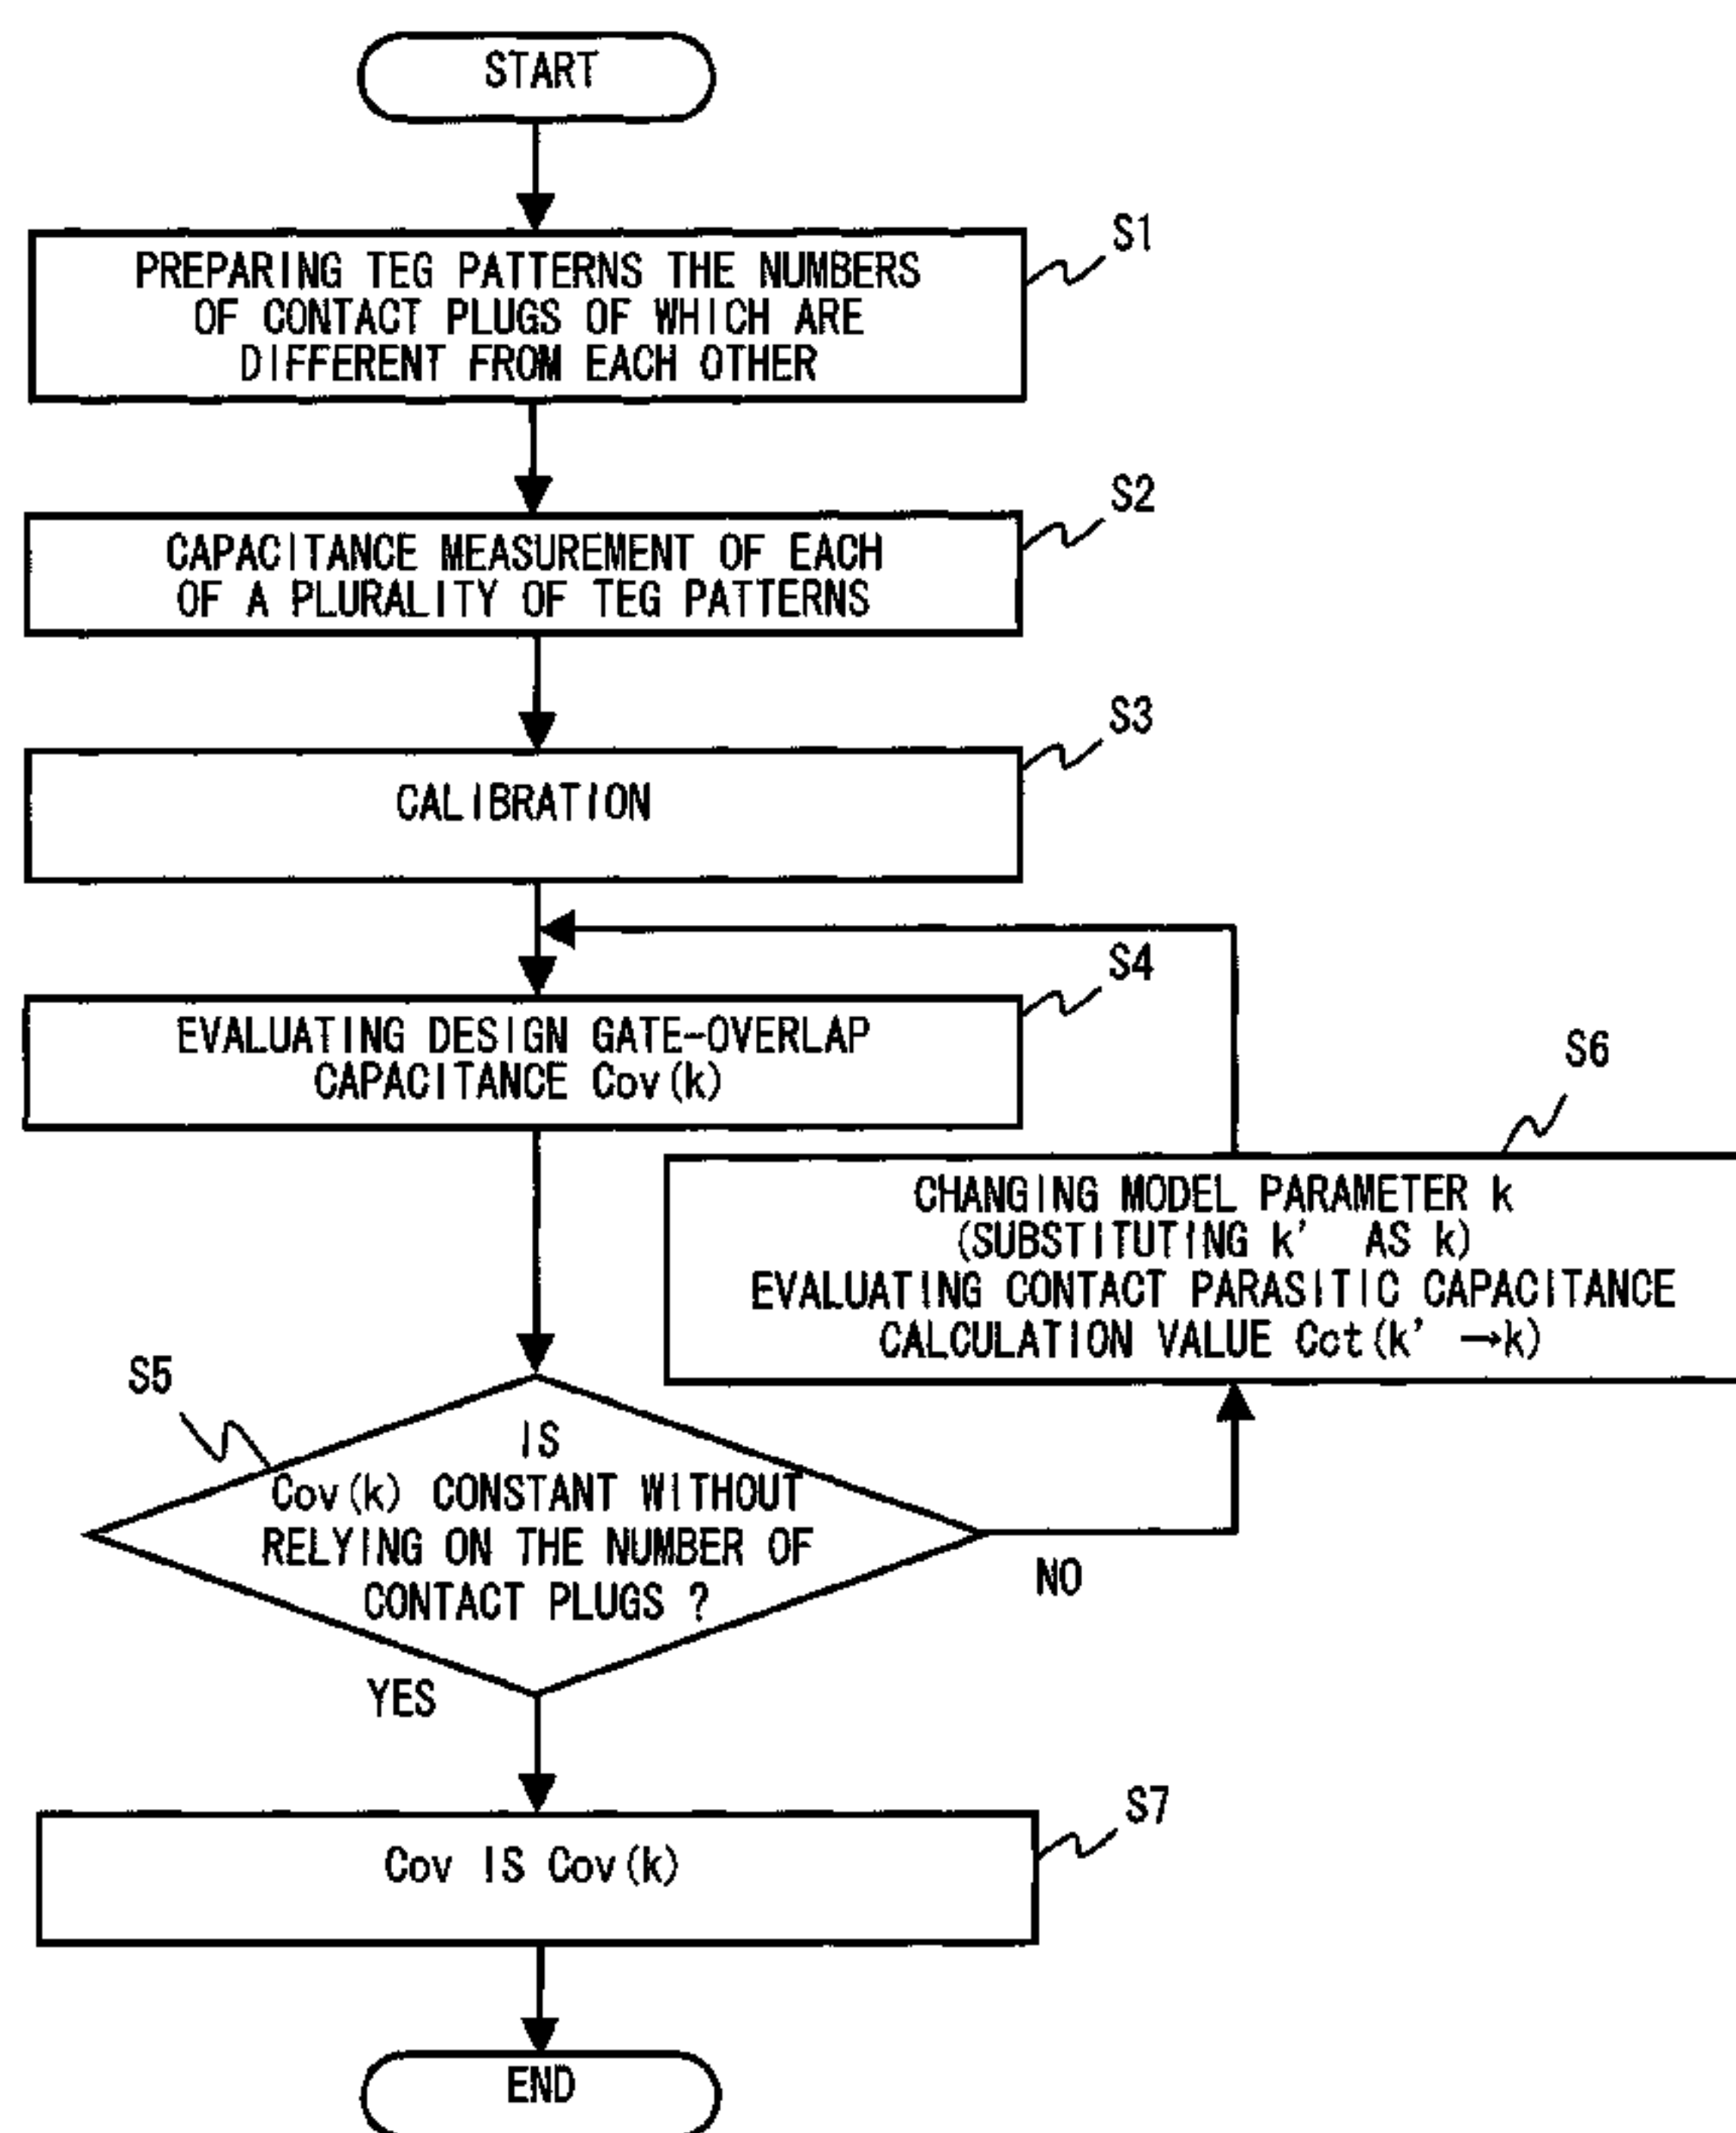 START
S1
PREPARING TEG PATTERNS THE NUMBERS
OF CONTACT PLUGS OF WHICH ARE
DIFFERENT FROM EACH OTHER
S2
CAPACITANCE MEASUREMENT OF EACH
OF A PLURALITY OF TEG PATTERNS
S3
CALIBRATION
S4
EVALUATING DESIGN GATE-OVERLAP
CAPACITANCE Cov(k)
S6
CHANGING MODEL PARAMETER k
(SUBSTITUTING k' AS k)
EVALUATING CONTACT PARASITIC CAPACITANCE
CALCULATION VALUE Cct(k' →k)
S5
IS
Cov(k) CONSTANT WITHOUT
RELYING ON THE NUMBER OF
CONTACT PLUGS ?
NO
YES
S7
Cov IS Cov(k)
END